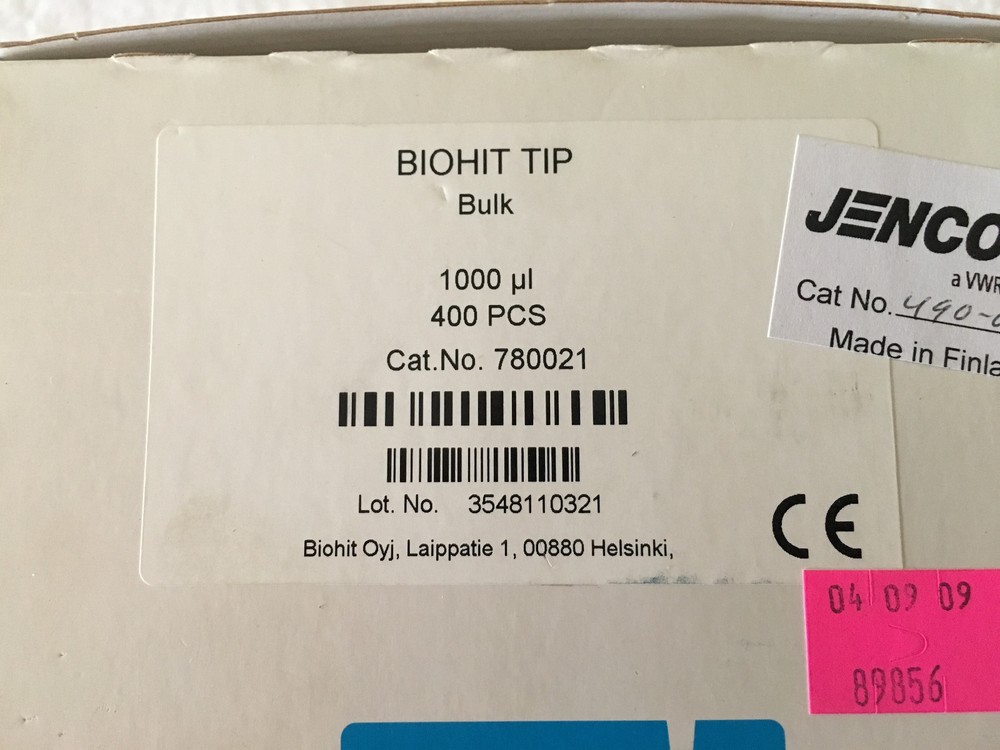 BIOHIT TIP
Bulk
1000 µl
400 PCS
Cat.No. 780021
Lot. No. 3548110321
Biohit Oyj, Laippatie 1, 00880 Helsinki,
CE
JENCO
a VWR
Cat No. 490-
Made in Finla
04 09 09
89856